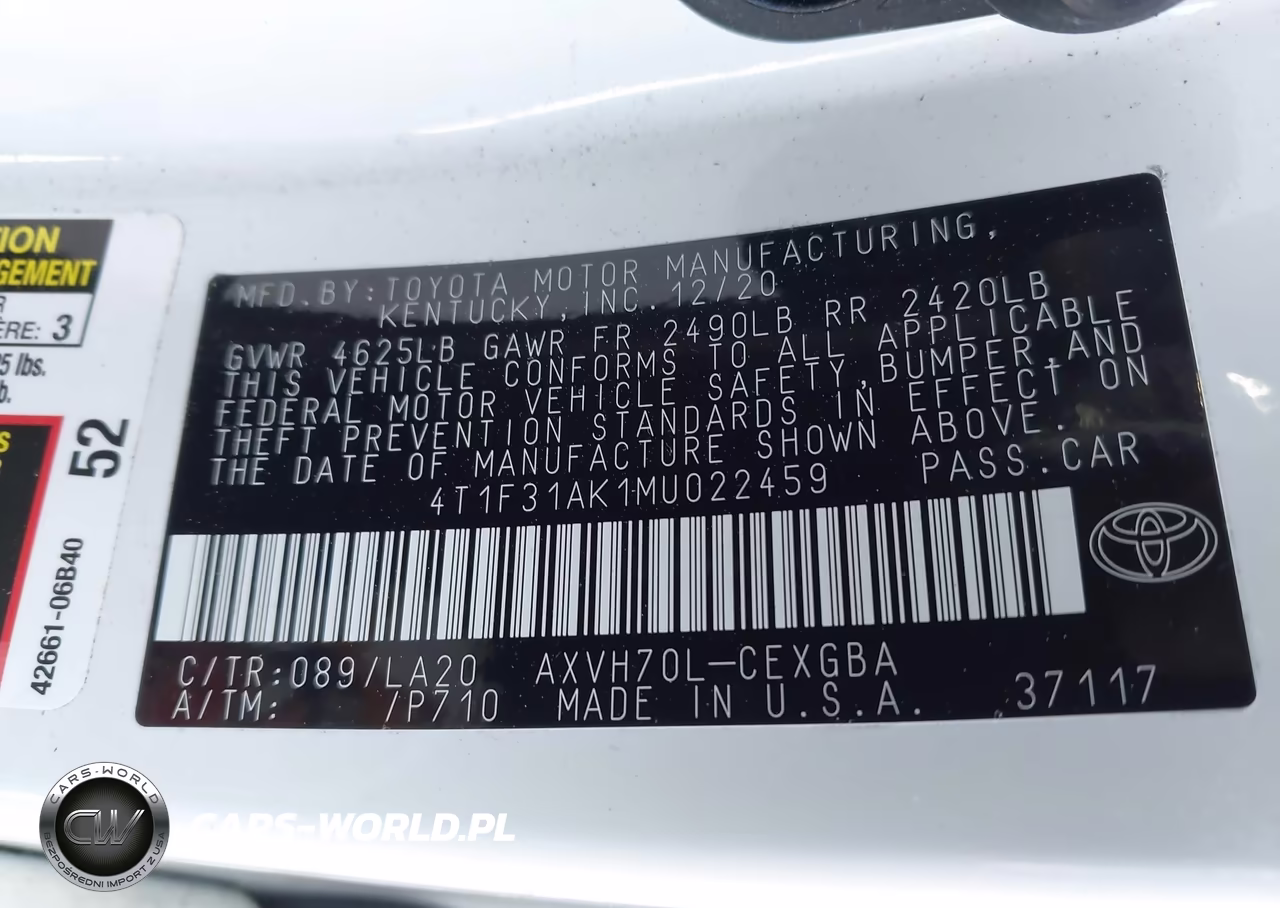 TION
GEMENT
R
ÈRE: 3
5 lbs.
b.
S
52
42661-06B40
MFD.BY:TOYOTA MOTOR MANUFACTURING,
KENTUCKY, INC. 12/20
GVWR 4625LB GAWR FR 2490LB RR 2420LB
THIS VEHICLE CONFORMS TO ALL APPLICABLE
FEDERAL MOTOR VEHICLE SAFETY,BUMPER,AND
THEFT PREVENTION STANDARDS IN EFFECT ON
THE DATE OF MANUFACTURE SHOWN ABOVE.
4T1F31AK1MU022459 PASS.CAR
C/TR:089/LA20 AXVH70L-CEXGBA
A/TM: /P710 MADE IN U.S.A. 37117
CARS-WORLD
CW
BEZPOŚREDNI IMPORT Z USA
CARS-WORLD.PL